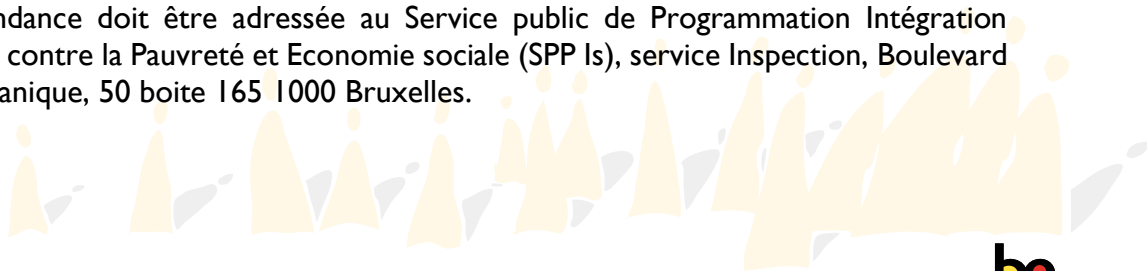 ndance doit être adressée au Service public de Programmation Intégration
contre la Pauvreté et Economie sociale (SPP Is), service Inspection, Boulevard
anique, 50 boite 165 1000 Bruxelles.
be